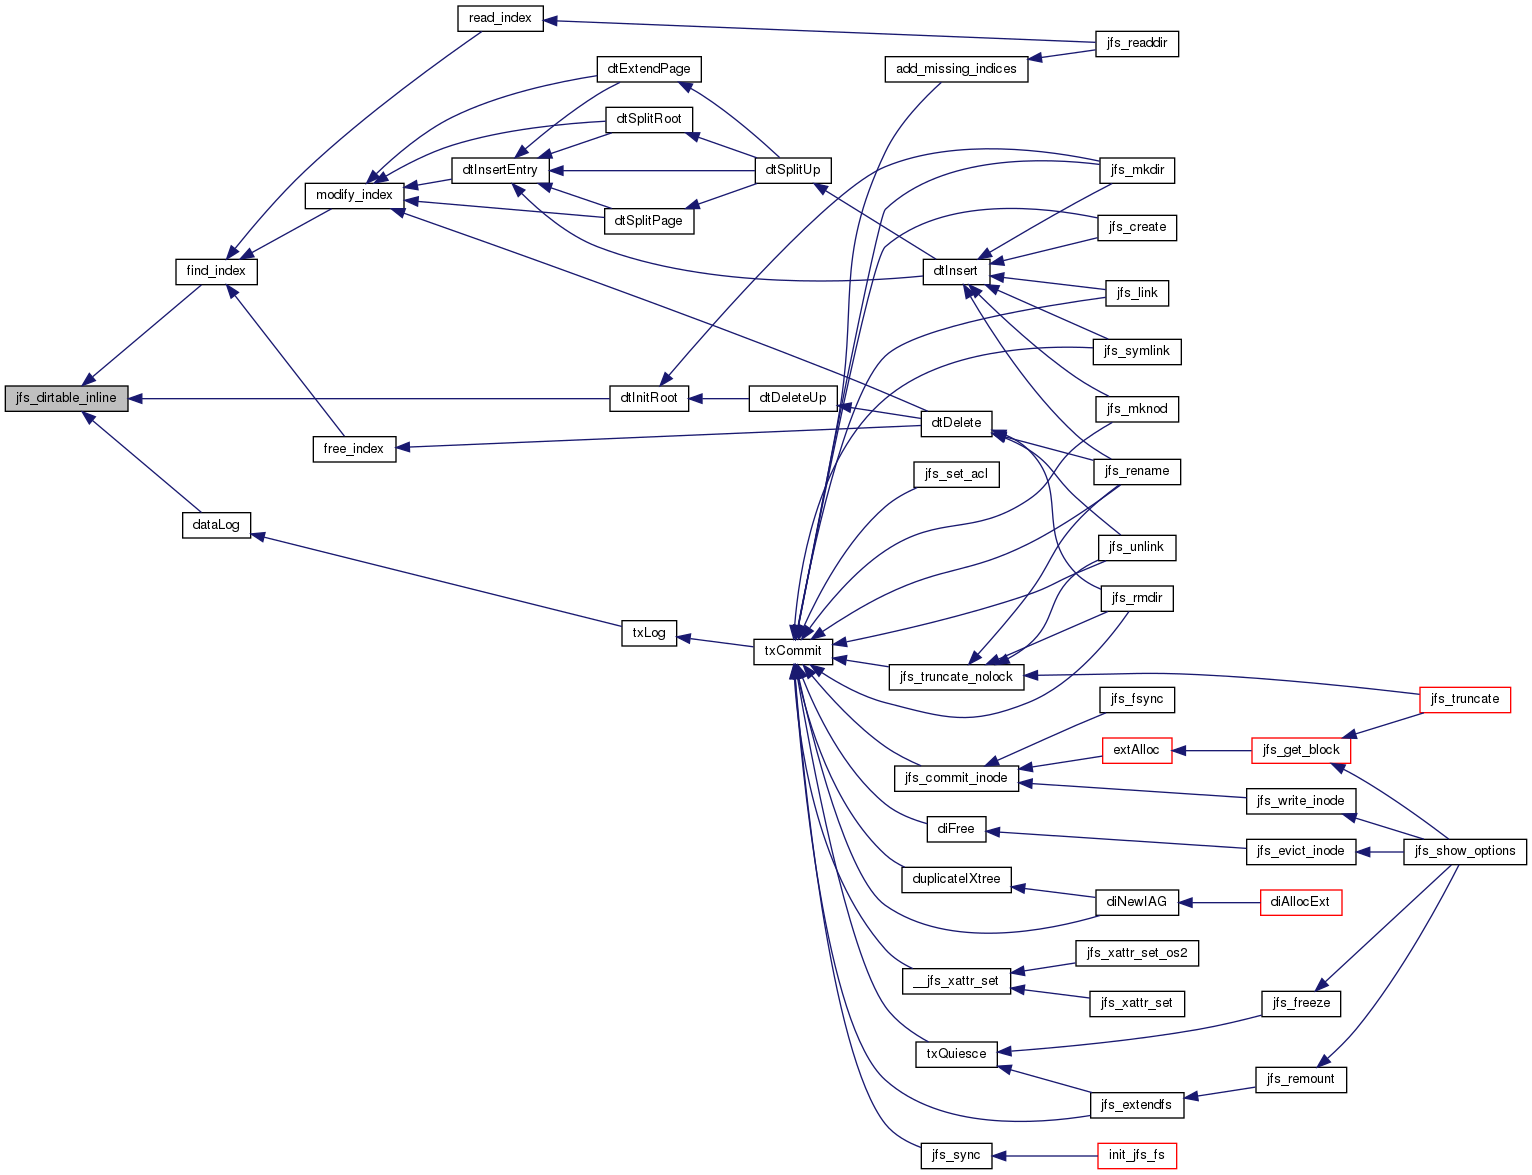 read_index
jfs_readdir
dtExtendPage
add_missing_indices
dtSplitRoot
dtInsertEntry
dtSplitUp
jfs_mkdir
modify_index
dtSplitPage
jfs_create
find_index
dtInsert
jfs_link
jfs_symlink
jfs_dirtable_inline
dtInitRoot
dtDeleteUp
jfs_mknod
dtDelete
free_index
jfs_rename
jfs_set_acl
dataLog
jfs_unlink
jfs_rmdir
txLog
txCommit
jfs_truncate_nolock
jfs_fsync
jfs_truncate
extAlloc
jfs_get_block
jfs_commit_inode
jfs_write_inode
diFree
jfs_evict_inode
jfs_show_options
duplicateIXtree
diNewIAG
diAllocExt
jfs_xattr_set_os2
__jfs_xattr_set
jfs_xattr_set
jfs_freeze
txQuiesce
jfs_remount
jfs_extendfs
jfs_sync
init_jfs_fs